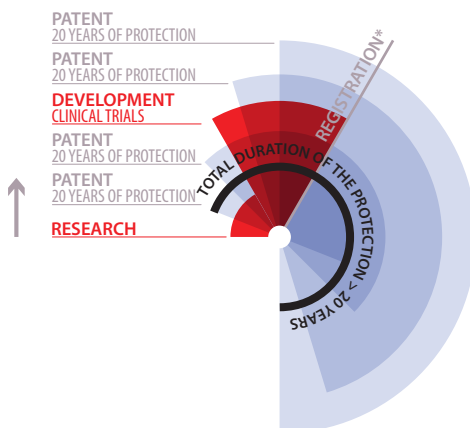 PATENT
20 YEARS OF PROTECTION
PATENT
20 YEARS OF PROTECTION
DEVELOPMENT
CLINICAL TRIALS
PATENT
20 YEARS OF PROTECTION
PATENT
20 YEARS OF PROTECTION
RESEARCH
REGISTRATION*
TOTAL DURATION OF THE PROTECTION > 20 YEARS